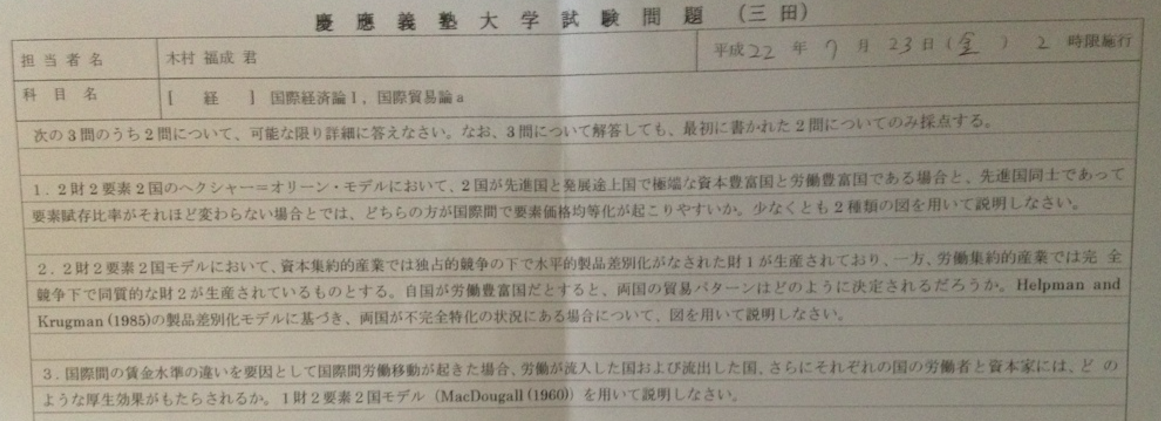 慶應義塾大学試験問題（三田）
担当者名 木村 福成 君 平成22年7月23日（金）2時限施行
科目名 ［ 経 ］ 国際経済論Ⅰ，国際貿易論a
次の3問のうち2問について、可能な限り詳細に答えなさい。なお、3問について解答しても、最初に書かれた2問についてのみ採点する。
1．2財2要素2国のヘクシャー＝オリーン・モデルにおいて、2国が先進国と発展途上国で極端な資本豊富国と労働豊富国である場合と、先進国同士であって
要素賦存比率がそれほど変わらない場合とでは、どちらの方が国際間で要素価格均等化が起こりやすいか。少なくとも2種類の図を用いて説明しなさい。
2．2財2要素2国モデルにおいて、資本集約的産業では独占的競争の下で水平的製品差別化がなされた財1が生産されており、一方、労働集約的産業では完全
競争下で同質的な財2が生産されているものとする。自国が労働豊富国だとすると、両国の貿易パターンはどのように決定されるだろうか。Helpman and
Krugman (1985)の製品差別化モデルに基づき、両国が不完全特化の状況にある場合について、図を用いて説明しなさい。
3．国際間の賃金水準の違いを要因として国際間労働移動が起きた場合、労働が流入した国および流出した国、さらにそれぞれの国の労働者と資本家には、どの
ような厚生効果がもたらされるか。1財2要素2国モデル（MacDougall (1960)）を用いて説明しなさい。